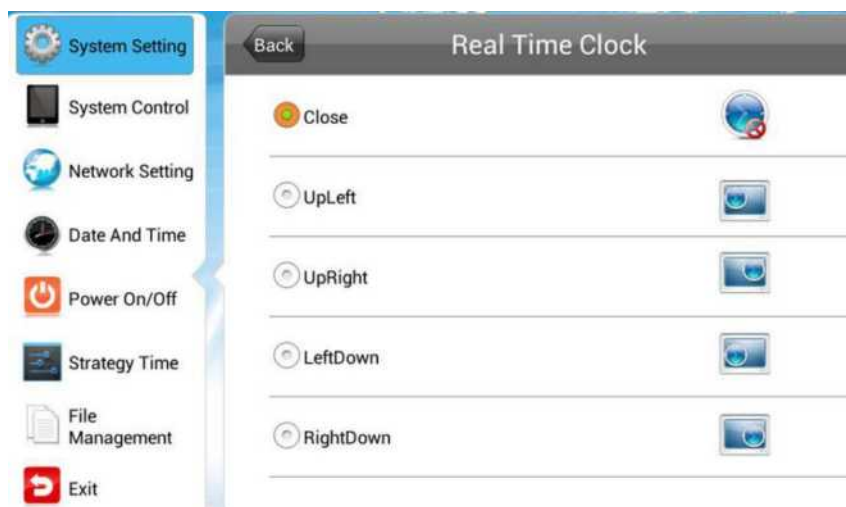 System Setting
System Control
Network Setting
Date And Time
Power On/Off
Strategy Time
File
Management
Exit
Back
Real Time Clock
Close
UpLeft
UpRight
LeftDown
RightDown